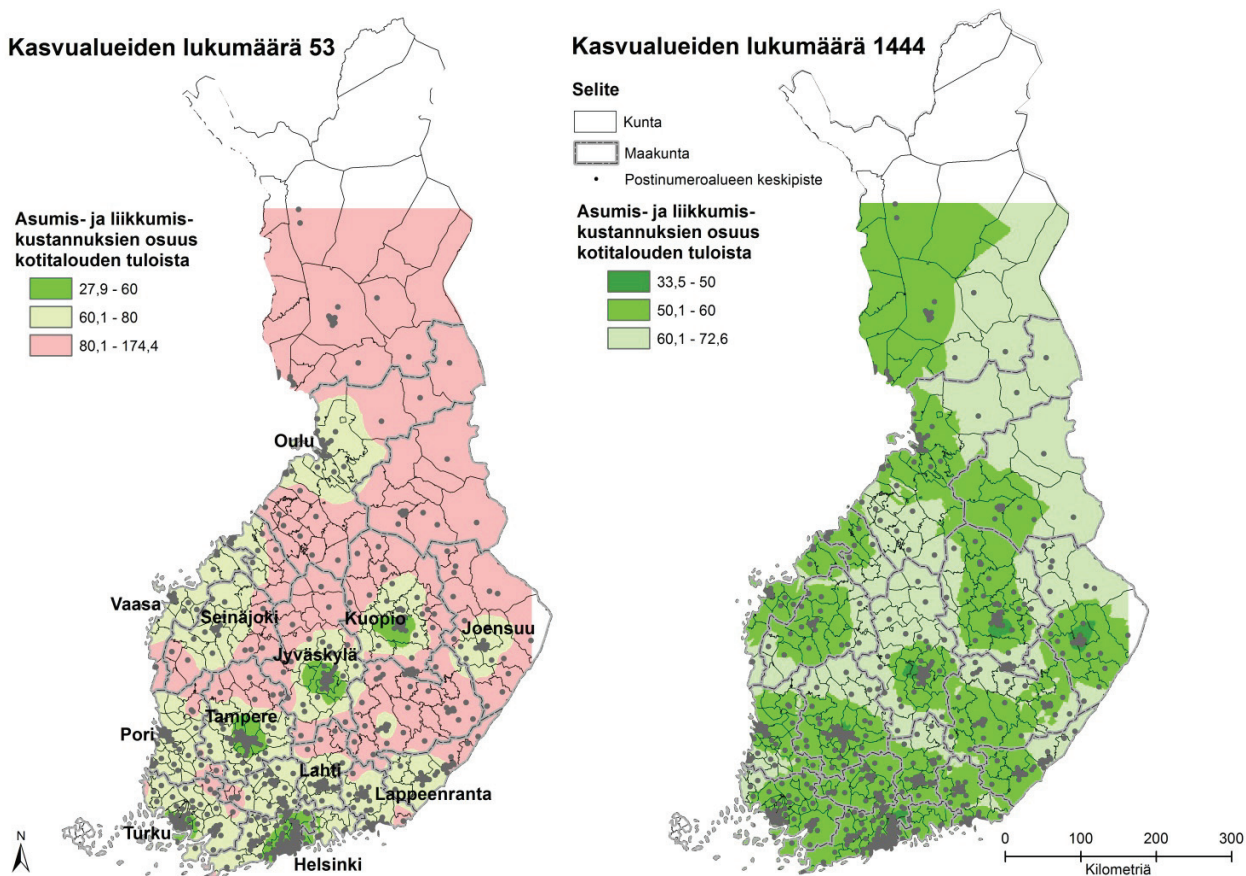 Kasvualueiden lukumäärä 53
Asumis- ja liikkumis-
kustannuksien osuus
kotitalouden tuloista
27,9 - 60
60,1 - 80
80,1 - 174,4
Oulu
Vaasa
Seinäjoki
Kuopio
Joensuu
Jyväskylä
Tampere
Pori
Lahti
Lappeenranta
Turku
Helsinki
N
Kasvualueiden lukumäärä 1444
Selite
Kunta
Maakunta
Postinumeroalueen keskipiste
Asumis- ja liikkumis-
kustannuksien osuus
kotitalouden tuloista
33,5 - 50
50,1 - 60
60,1 - 72,6
0 100 200 300
Kilometriä